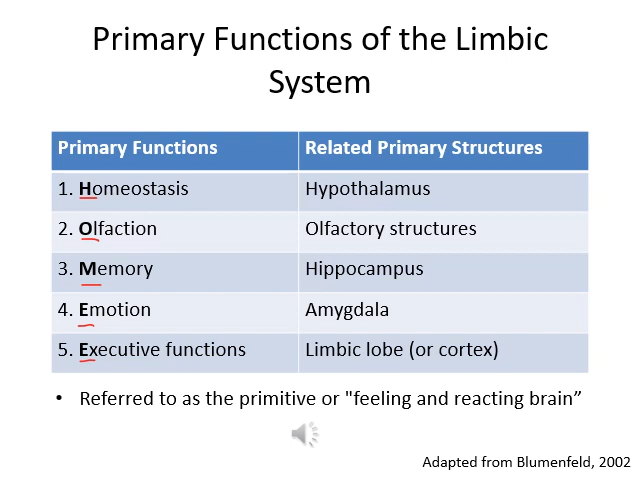 Primary Functions of the Limbic
System
Primary Functions Related Primary Structures
1. Homeostasis Hypothalamus
2. Olfaction Olfactory structures
3. Memory Hippocampus
4. Emotion Amygdala
5. Executive functions Limbic lobe (or cortex)
• Referred to as the primitive or "feeling and reacting brain”
Adapted from Blumenfeld, 2002